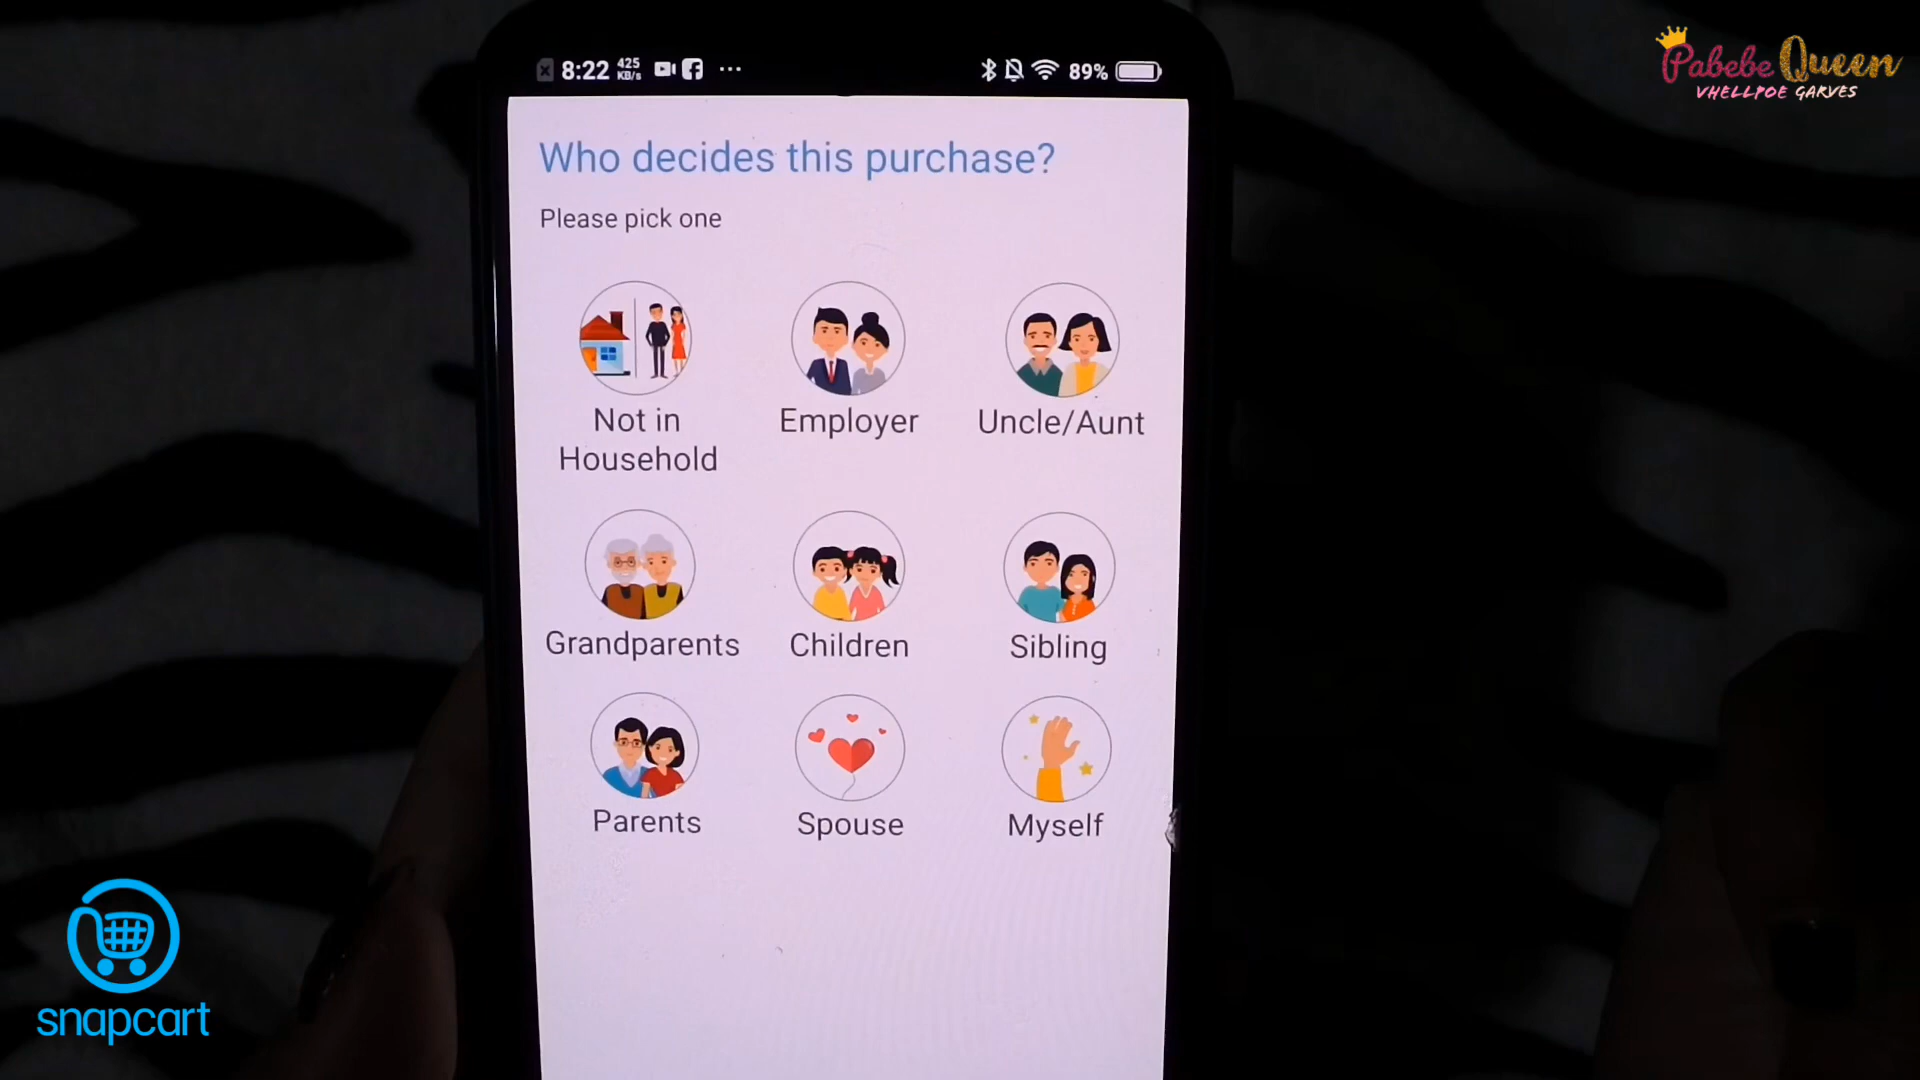 8:22 425 KB/s ... 89%
Pabebe Queen
VHELLPOE GARVES
Who decides this purchase?
Please pick one
Not in
Household
Employer
Uncle/Aunt
Grandparents
Children
Sibling
Parents
Spouse
Myself
snapcart